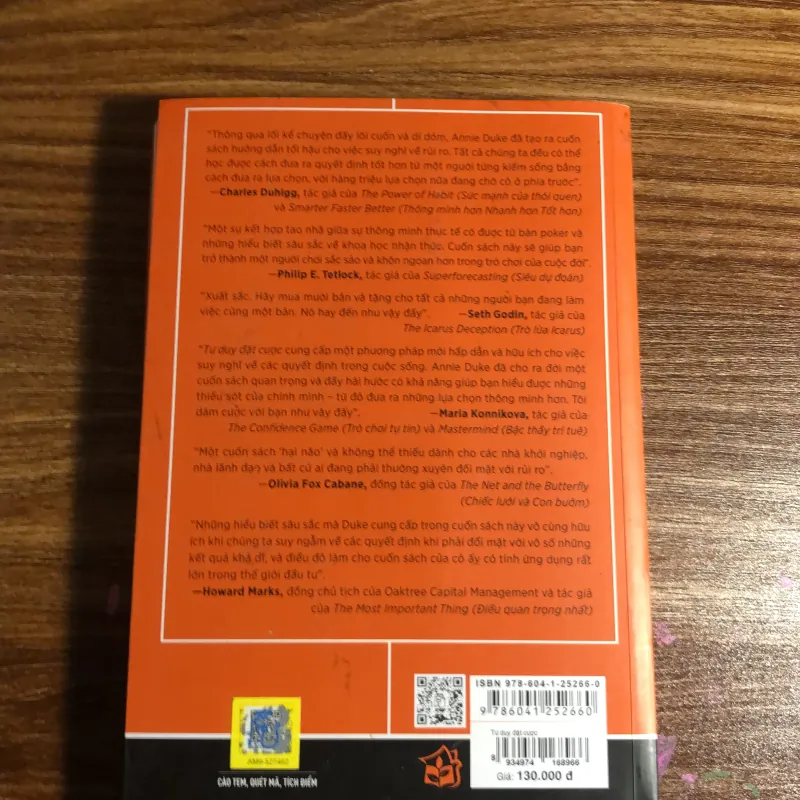 “Thông qua lối kể chuyện đầy lôi cuốn và dí dỏm, Annie Duke đã tạo ra cuốn
sách hướng dẫn tối hậu cho việc suy nghĩ về rủi ro. Tất cả chúng ta đều có thể
học được cách đưa ra quyết định tốt hơn từ một người từng kiếm sống bằng
cách đưa ra lựa chọn, với hàng triệu lựa chọn nữa đang chờ cô ở phía trước”.
—Charles Duhigg, tác giả của The Power of Habit (Sức mạnh của thói quen)
và Smarter Faster Better (Thông minh hơn Nhanh hơn Tốt hơn)
“Một sự kết hợp tao nhã giữa sự thông minh thực tế có được từ bàn poker và
những hiểu biết sâu sắc về khoa học nhận thức. Cuốn sách này sẽ giúp bạn
trở thành một người chơi sắc sảo và khôn ngoan hơn trong trò chơi của cuộc đời”.
—Philip E. Tetlock, tác giả của Superforecasting (Siêu dự đoán)
“Xuất sắc. Hãy mua mười bản và tặng cho tất cả những người bạn đang làm
việc cùng một bản. Nó hay đến như vậy đấy”. —Seth Godin, tác giả của
The Icarus Deception (Trò lừa Icarus)
“Tư duy đặt cược cung cấp một phương pháp mới hấp dẫn và hữu ích cho việc
suy nghĩ về các quyết định trong cuộc sống. Annie Duke đã cho ra đời một
cuốn sách quan trọng và đầy hài hước có khả năng giúp bạn hiểu được những
thiếu sót của chính mình – từ đó đưa ra những lựa chọn thông minh hơn. Tôi
dám cược với bạn như vậy đấy”. —Maria Konnikova, tác giả của
The Confidence Game (Trò chơi tự tin) và Mastermind (Bậc thầy trí tuệ)
“Một cuốn sách ‘hại não’ và không thể thiếu dành cho các nhà khởi nghiệp,
nhà lãnh đạo và bất cứ ai đang phải thường xuyên đối mặt với rủi ro”.
—Olivia Fox Cabane, đồng tác giả của The Net and the Butterfly
(Chiếc lưới và Con bướm)
“Những hiểu biết sâu sắc mà Duke cung cấp trong cuốn sách này vô cùng hữu
ích khi chúng ta suy ngẫm về các quyết định khi phải đối mặt với vô số những
kết quả khả dĩ, và điều đó làm cho cuốn sách của cô ấy có tính ứng dụng rất
lớn trong thế giới đầu tư”.
—Howard Marks, đồng chủ tịch của Oaktree Capital Management và tác giả
của The Most Important Thing (Điều quan trọng nhất)
ISBN 978-604-1-25266-0
9 786041 252660
Tư duy đặt cược
8 934974 168966
Giá: 130.000 đ
CÀO TEM, QUÉT MÃ, TÍCH ĐIỂM